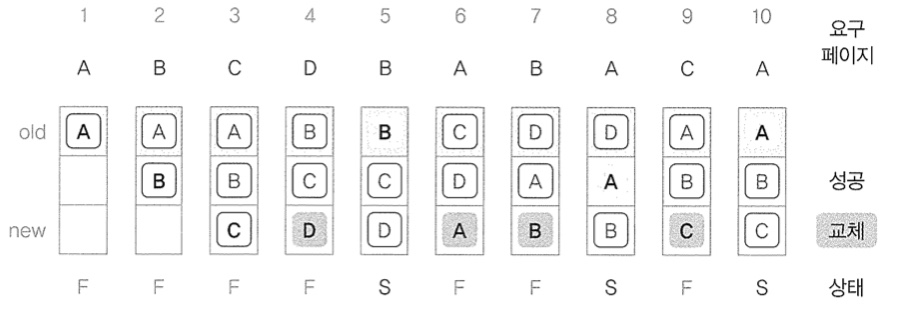 1 2 3 4 5 6 7 8 9 10 요구
페이지
A B C D B A B A C A
old A A A B B C D D A A
B B C C D A A B B 성공
new C D D A B B C C 교체
F F F F S F F S F S 상태